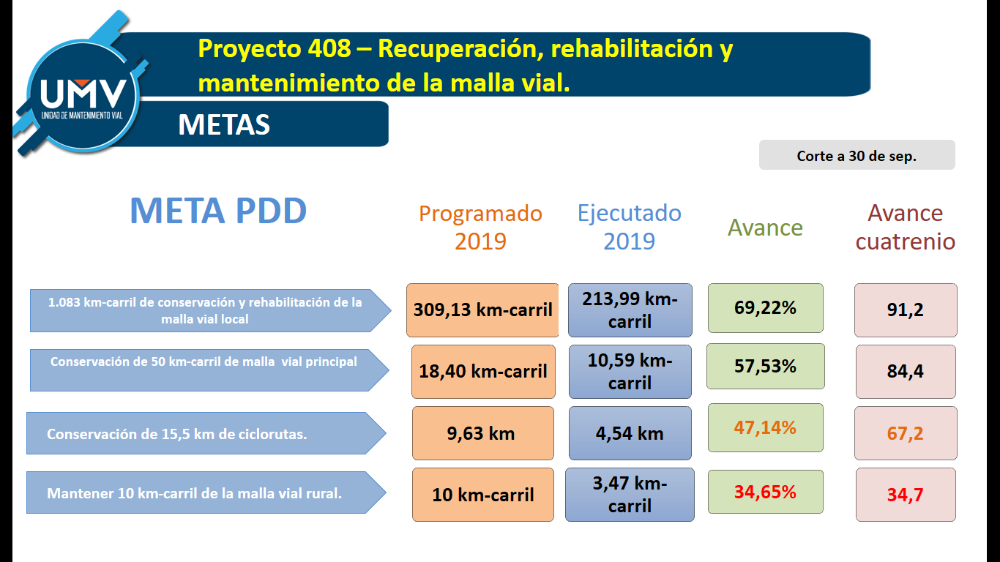 Proyecto 408 – Recuperación, rehabilitación y
mantenimiento de la malla vial.
UMV
UNIDAD DE MANTENIMIENTO VIAL
METAS
Corte a 30 de sep.
META PDD
Programado
2019
Ejecutado
2019
Avance
Avance
cuatrenio
1.083 km-carril de conservación y rehabilitación de la
malla vial local
309,13 km-carril
213,99 km-
carril
69,22%
91,2
Conservación de 50 km-carril de malla vial principal
18,40 km-carril
10,59 km-
carril
57,53%
84,4
Conservación de 15,5 km de ciclorutas.
9,63 km
4,54 km
47,14%
67,2
Mantener 10 km-carril de la malla vial rural.
10 km-carril
3,47 km-
carril
34,65%
34,7